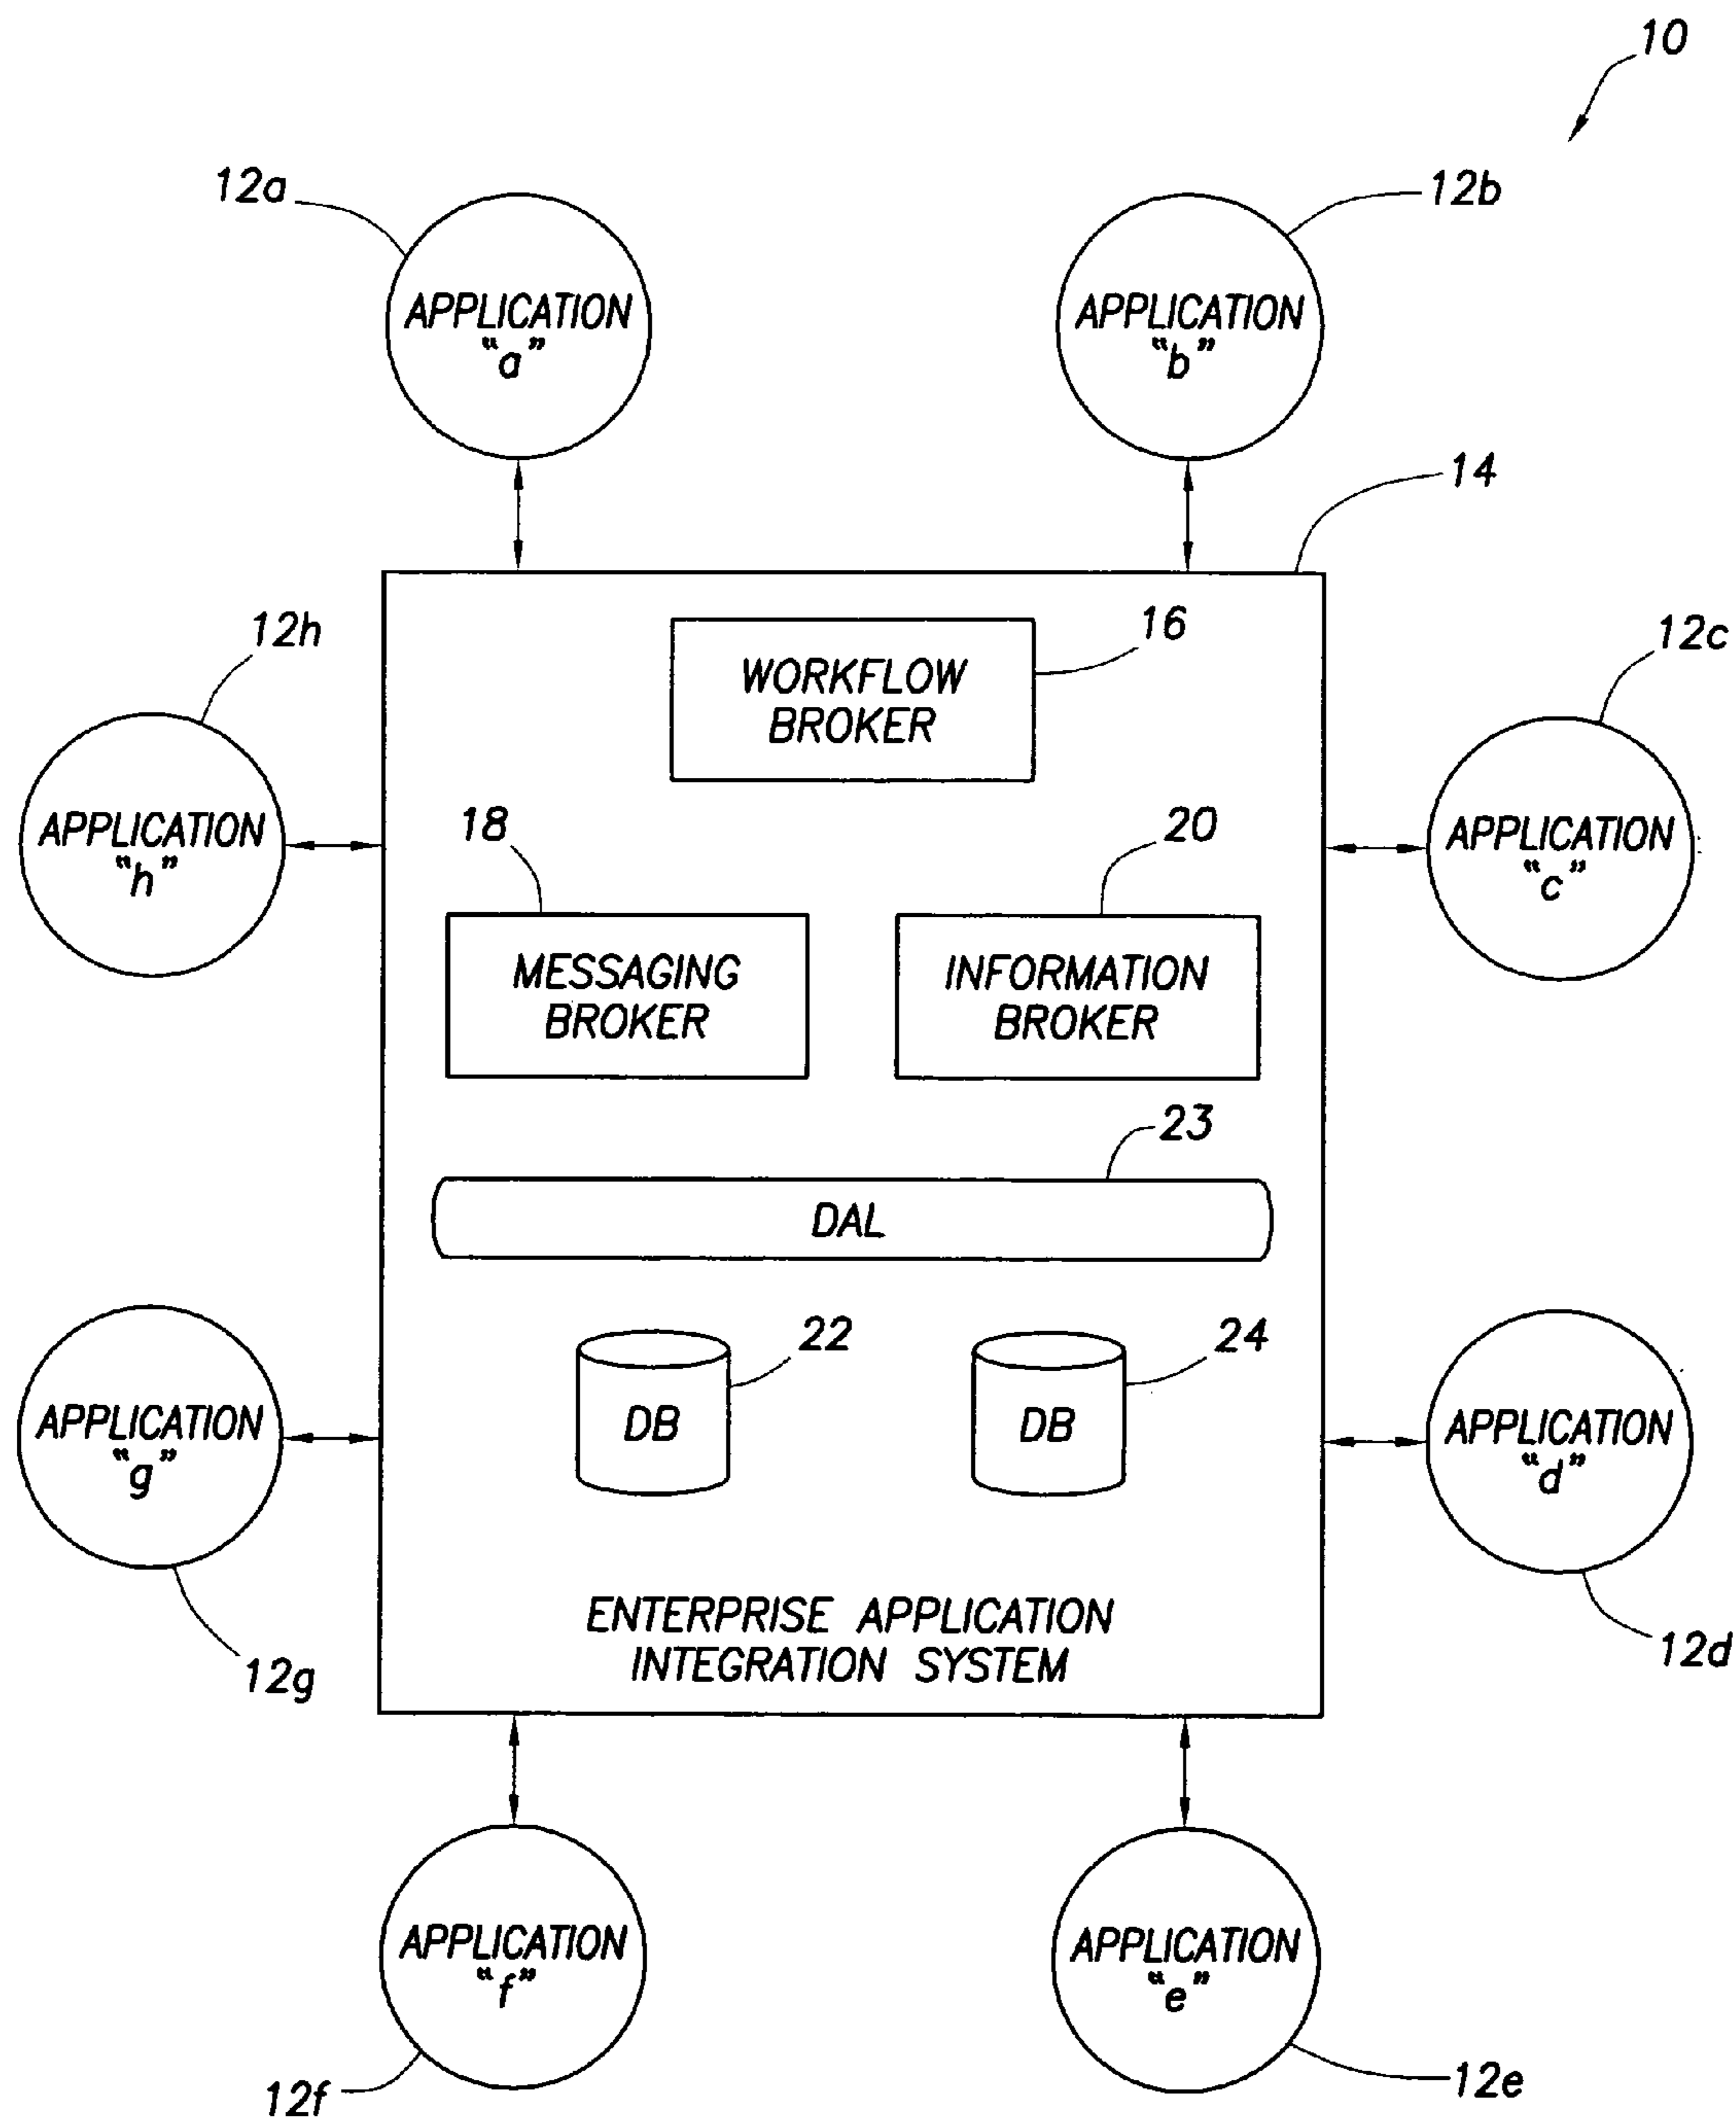 10
12a
12b
APPLICATION
"a"
APPLICATION
"b"
14
12h
16
12c
WORKFLOW
BROKER
APPLICATION
"h"
18
20
APPLICATION
"c"
MESSAGING
BROKER
INFORMATION
BROKER
23
DAL
22
24
APPLICATION
"g"
DB
DB
APPLICATION
"d"
ENTERPRISE APPLICATION
INTEGRATION SYSTEM
12g
12d
APPLICATION
"f"
APPLICATION
"e"
12f
12e